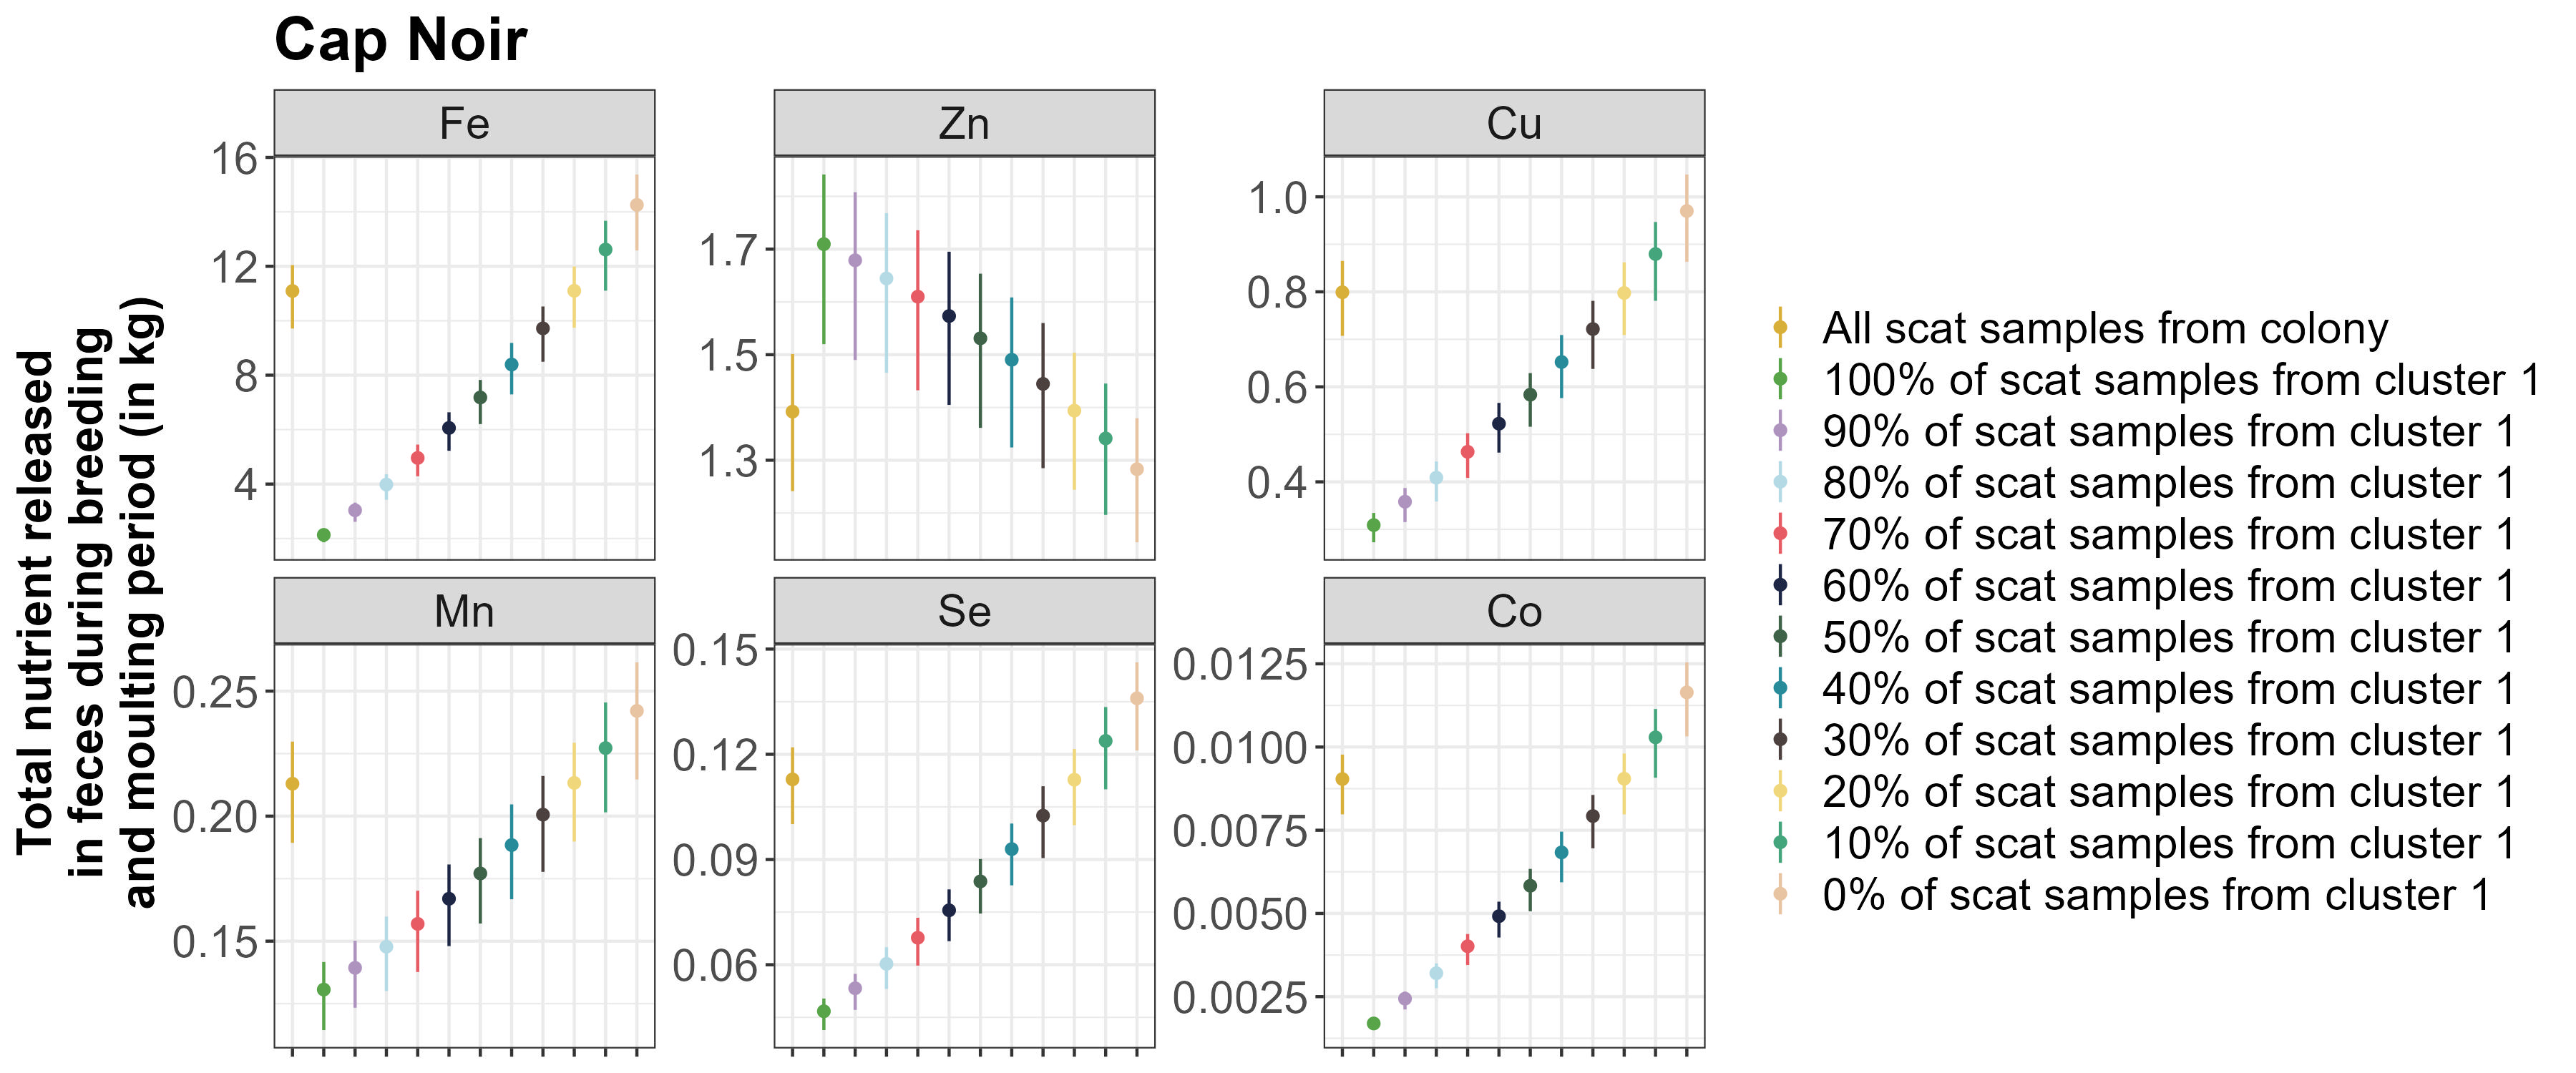 Cap Noir
Total nutrient released
in feces during breeding
and moulting period (in kg)
Fe
16
12
8
4
Zn
1.7
1.5
1.3
Cu
1.0
0.8
0.6
0.4
Mn
0.25
0.20
0.15
Se
0.15
0.12
0.09
0.06
Co
0.0125
0.0100
0.0075
0.0050
0.0025
All scat samples from colony
100% of scat samples from cluster 1
90% of scat samples from cluster 1
80% of scat samples from cluster 1
70% of scat samples from cluster 1
60% of scat samples from cluster 1
50% of scat samples from cluster 1
40% of scat samples from cluster 1
30% of scat samples from cluster 1
20% of scat samples from cluster 1
10% of scat samples from cluster 1
0% of scat samples from cluster 1